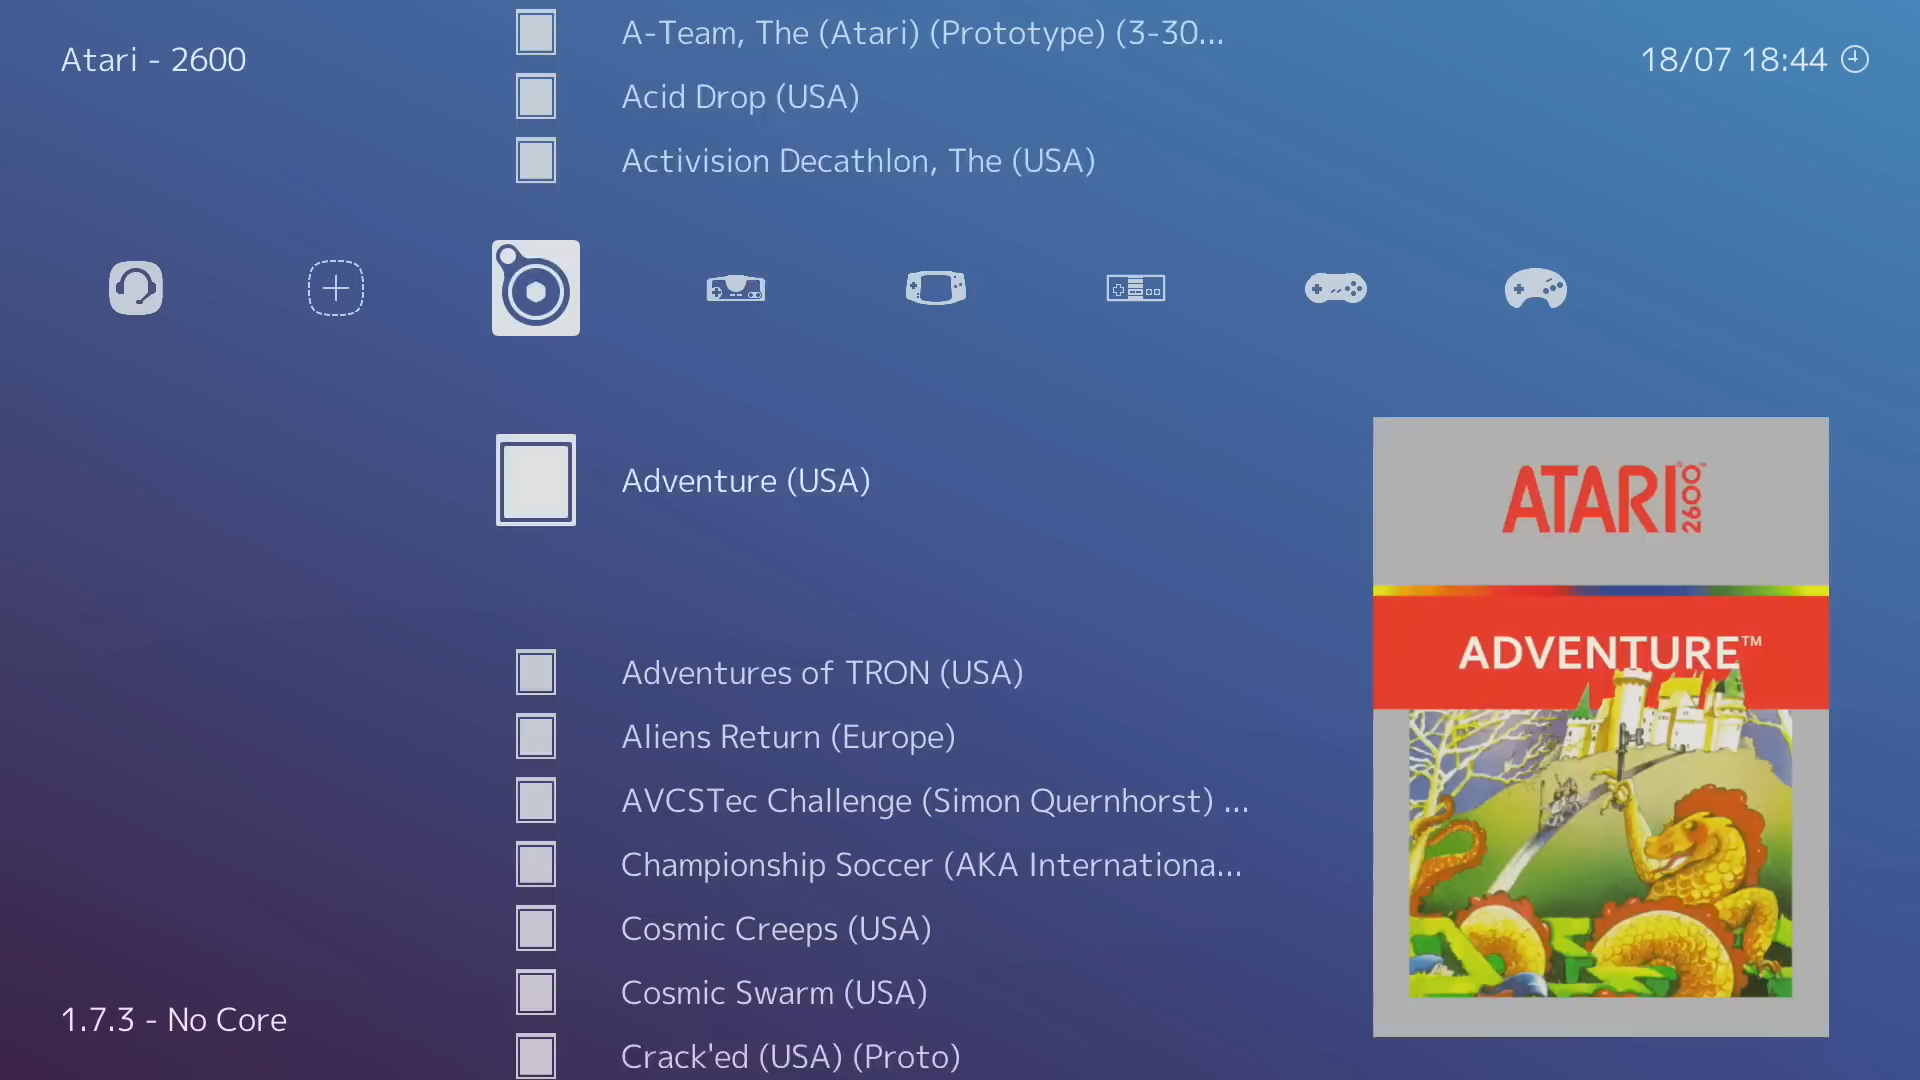 Atari - 2600
18/07 18:44
A-Team, The (Atari) (Prototype) (3-30...
Acid Drop (USA)
Activision Decathlon, The (USA)
Adventure (USA)
Adventures of TRON (USA)
Aliens Return (Europe)
AVCSTec Challenge (Simon Quernhorst) ...
Championship Soccer (AKA Internationa...
Cosmic Creeps (USA)
Cosmic Swarm (USA)
Crack'ed (USA) (Proto)
ATARI 2600™
ADVENTURE™
1.7.3 - No Core